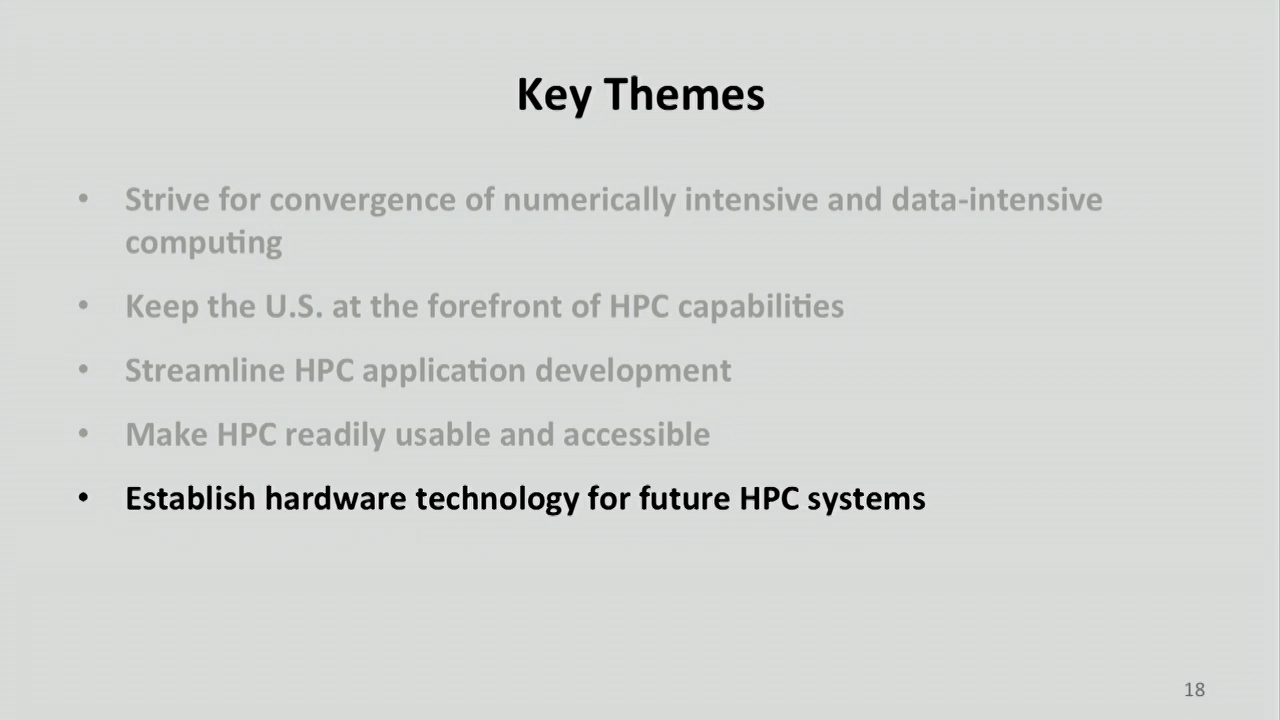 Key Themes
• Strive for convergence of numerically intensive and data-intensive
computing
• Keep the U.S. at the forefront of HPC capabilities
• Streamline HPC application development
• Make HPC readily usable and accessible
• Establish hardware technology for future HPC systems
18